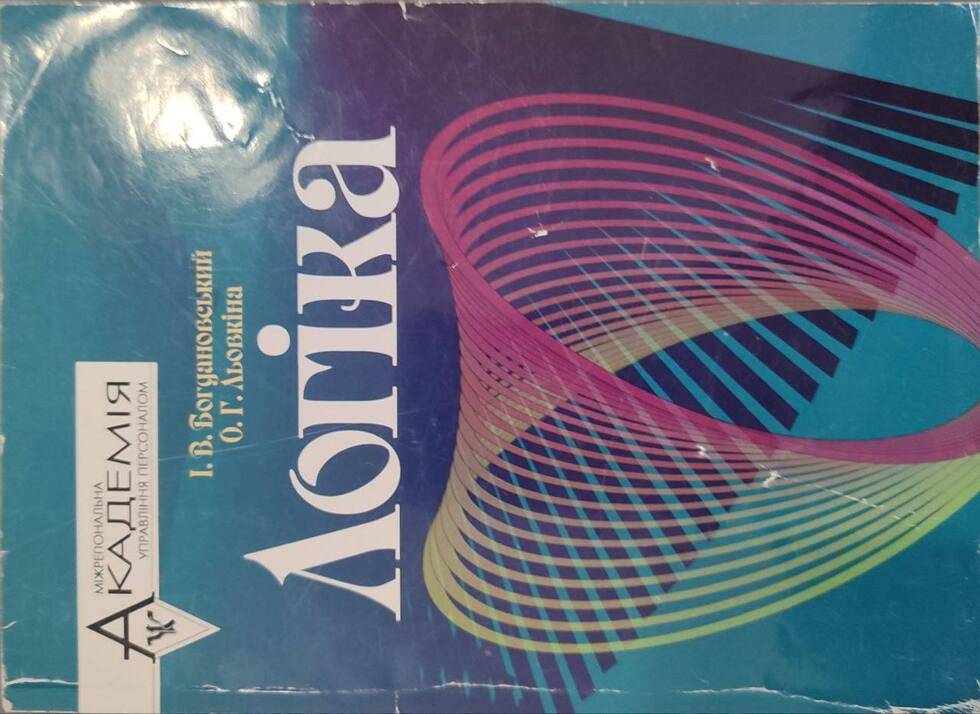 МІЖРЕГІОНАЛЬНА
АКАДЕМІЯ
УПРАВЛІННЯ ПЕРСОНАЛОМ
І. В. Богдановський
О. Г. Льовкіна
Логіка